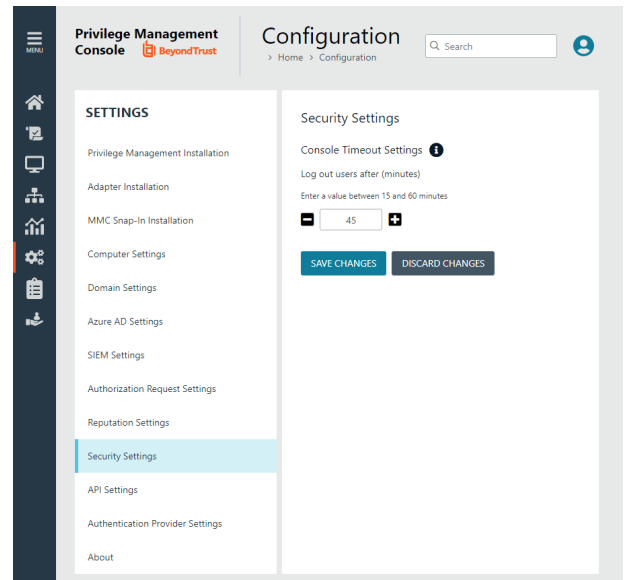 MENU
Privilege Management
Console BeyondTrust
Configuration
> Home > Configuration
Search
SETTINGS
Privilege Management Installation
Adapter Installation
MMC Snap-In Installation
Computer Settings
Domain Settings
Azure AD Settings
SIEM Settings
Authorization Request Settings
Reputation Settings
Security Settings
API Settings
Authentication Provider Settings
About
Security Settings
Console Timeout Settings
Log out users after (minutes)
Enter a value between 15 and 60 minutes
45
SAVE CHANGES
DISCARD CHANGES